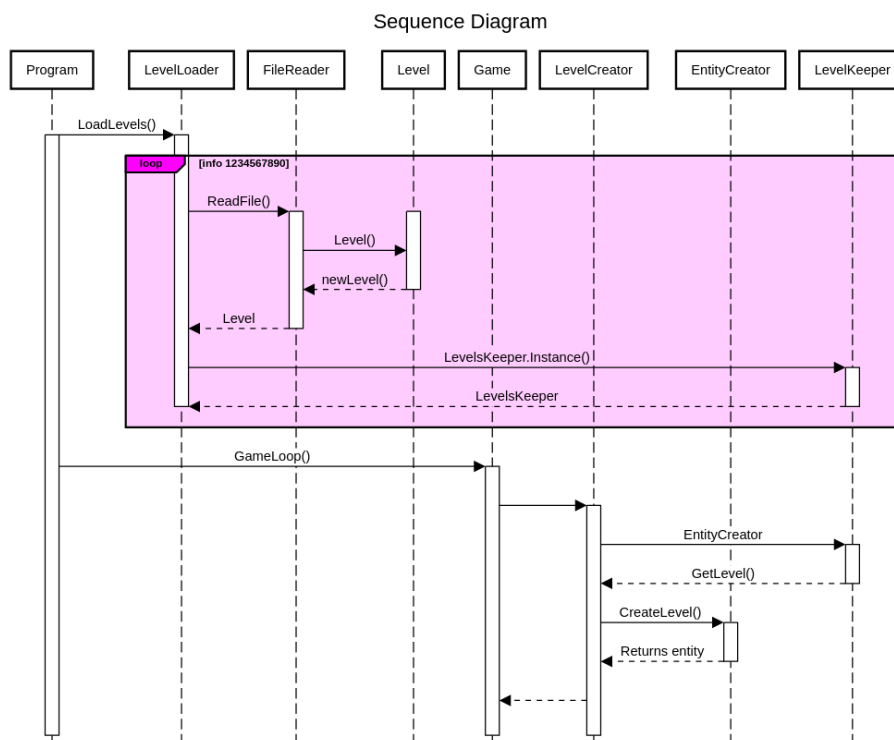 Sequence Diagram
Program
LevelLoader
FileReader
Level
Game
LevelCreator
EntityCreator
LevelKeeper
LoadLevels()
loop
[info 1234567890]
ReadFile()
Level()
newLevel()
Level
LevelsKeeper.Instance()
LevelsKeeper
GameLoop()
EntityCreator
GetLevel()
CreateLevel()
Returns entity